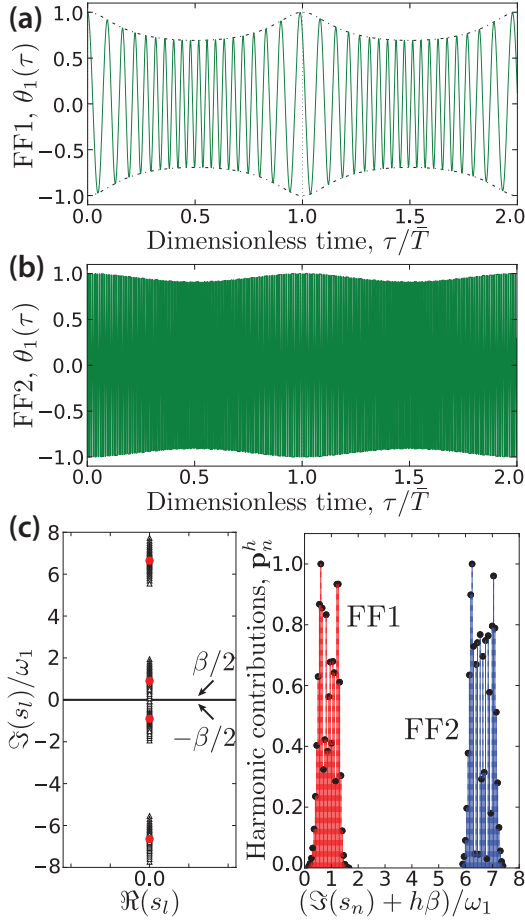 (a)
FF1, θ₁(τ)
1.0
0.5
0.0
−0.5
−1.0
0.0 0.5 1.0 1.5 2.0
Dimensionless time, τ/T̄
(b)
FF2, θ₁(τ)
1.0
0.5
0.0
−0.5
−1.0
0.0 0.5 1.0 1.5 2.0
Dimensionless time, τ/T̄
(c)
ℑ(sₗ)/ω₁
8
6
4
2
0
−2
−4
−6
−8
β/2
−β/2
0.0
ℜ(sₗ)
Harmonic contributions, 𝐩ₙʰ
1.0
0.8
0.6
0.4
0.2
0.0
FF1
FF2
0 1 2 3 4 5 6 7 8
(ℑ(sₙ) + hβ)/ω₁